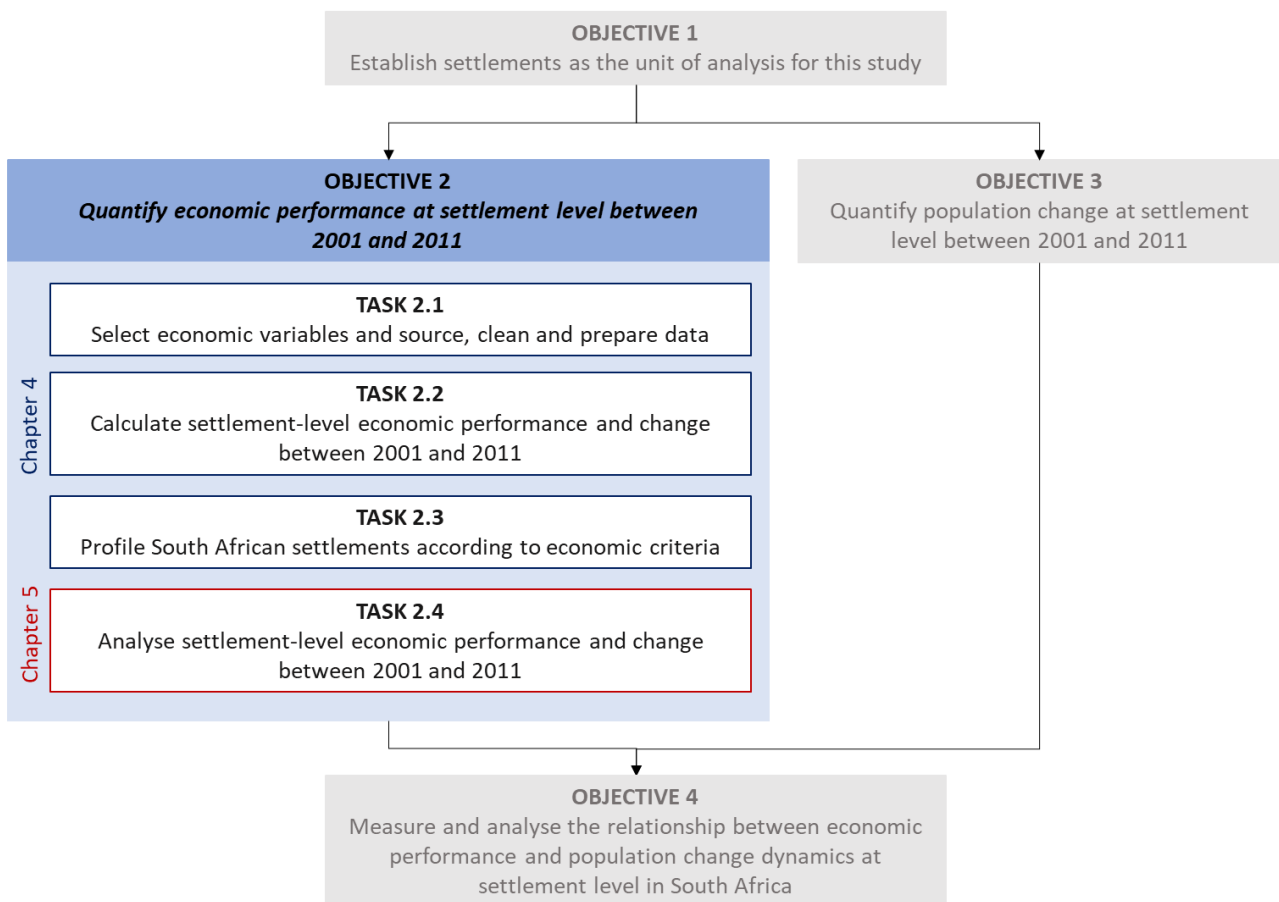 OBJECTIVE 1
Establish settlements as the unit of analysis for this study
OBJECTIVE 2
Quantify economic performance at settlement level between
2001 and 2011
OBJECTIVE 3
Quantify population change at settlement
level between 2001 and 2011
Chapter 4
TASK 2.1
Select economic variables and source, clean and prepare data
TASK 2.2
Calculate settlement-level economic performance and change
between 2001 and 2011
TASK 2.3
Profile South African settlements according to economic criteria
Chapter 5
TASK 2.4
Analyse settlement-level economic performance and change
between 2001 and 2011
OBJECTIVE 4
Measure and analyse the relationship between economic
performance and population change dynamics at
settlement level in South Africa